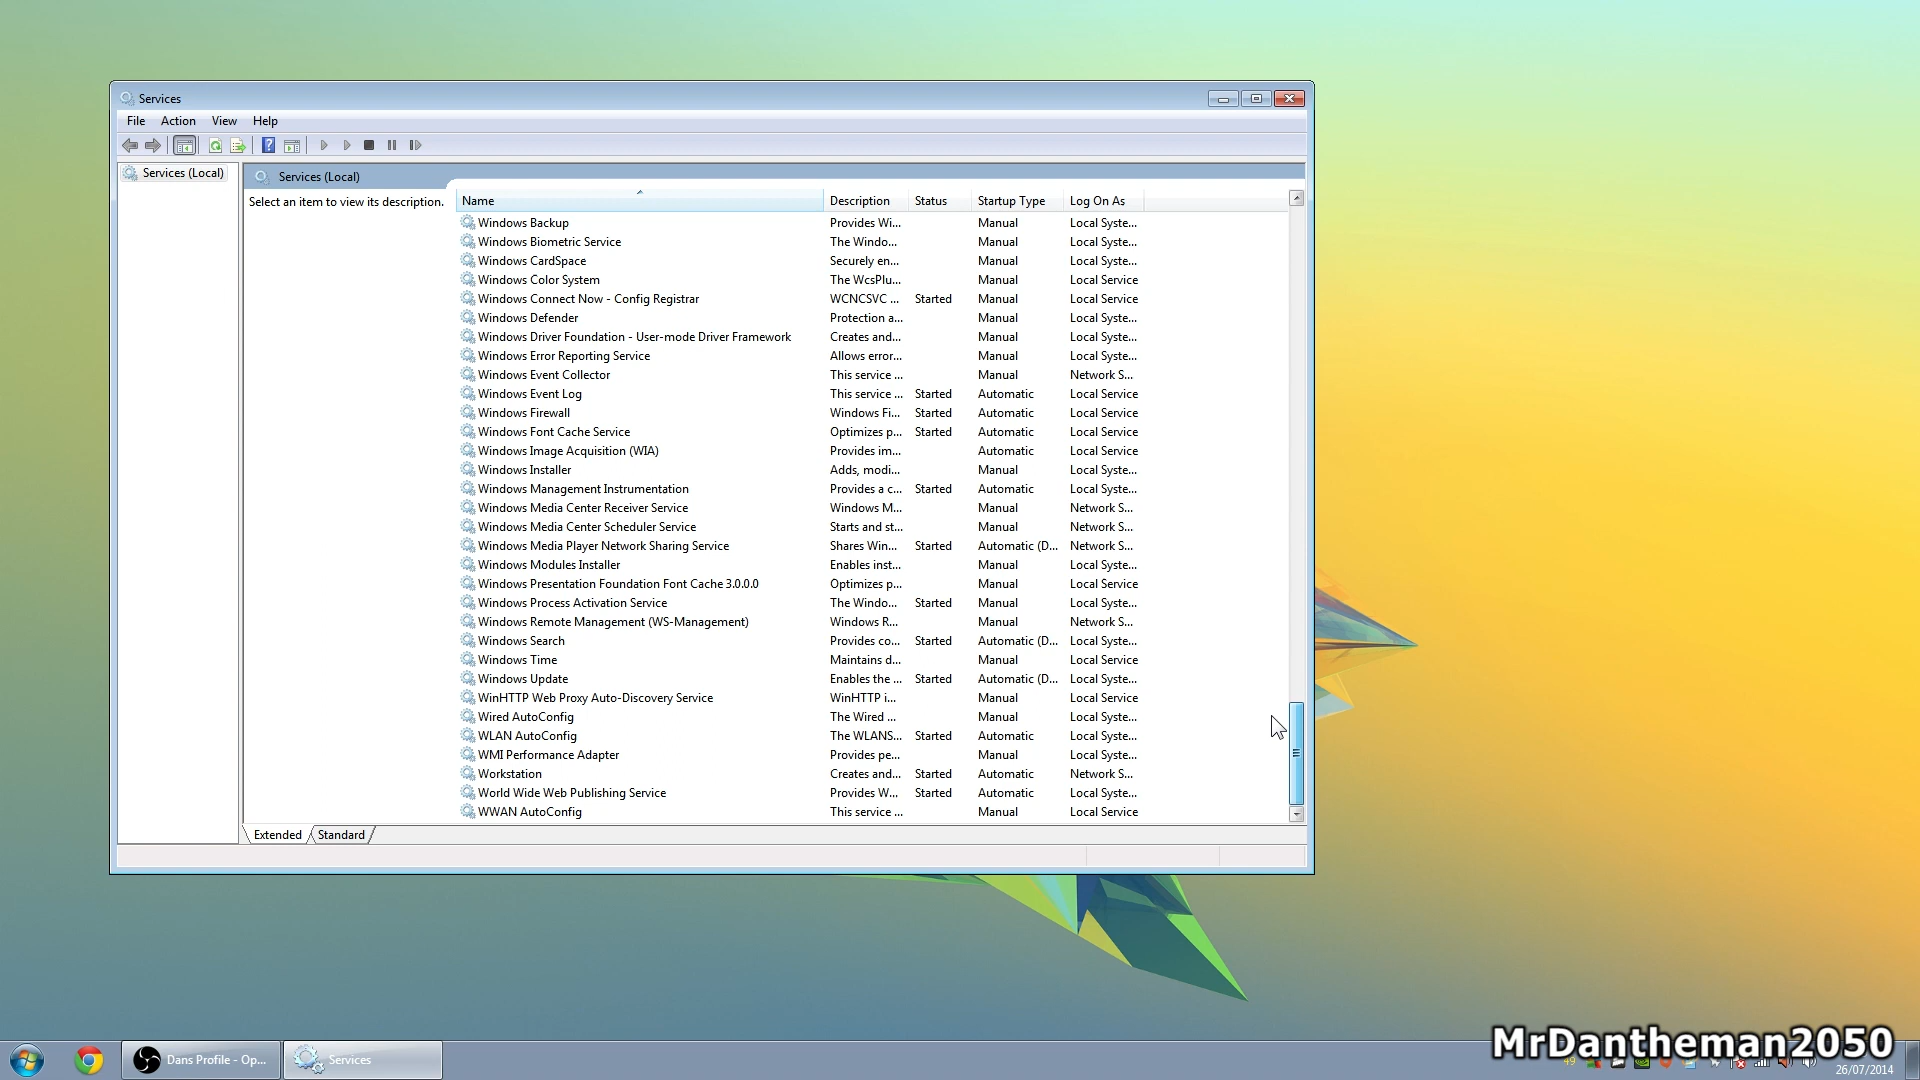 Services
File Action View Help
Services (Local)
Services (Local)
Select an item to view its description.
Name Description Status Startup Type Log On As
Windows Backup Provides Wi... Manual Local Syste...
Windows Biometric Service The Windo... Manual Local Syste...
Windows CardSpace Securely en... Manual Local Syste...
Windows Color System The WcsPlu... Manual Local Service
Windows Connect Now - Config Registrar WCNCSVC ... Started Manual Local Service
Windows Defender Protection a... Manual Local Syste...
Windows Driver Foundation - User-mode Driver Framework Creates and... Manual Local Syste...
Windows Error Reporting Service Allows error... Manual Local Syste...
Windows Event Collector This service ... Manual Network S...
Windows Event Log This service ... Started Automatic Local Service
Windows Firewall Windows Fi... Started Automatic Local Service
Windows Font Cache Service Optimizes p... Started Automatic Local Service
Windows Image Acquisition (WIA) Provides im... Automatic Local Service
Windows Installer Adds, modi... Manual Local Syste...
Windows Management Instrumentation Provides a c... Started Automatic Local Syste...
Windows Media Center Receiver Service Windows M... Manual Network S...
Windows Media Center Scheduler Service Starts and st... Manual Network S...
Windows Media Player Network Sharing Service Shares Win... Started Automatic (D... Network S...
Windows Modules Installer Enables inst... Manual Local Syste...
Windows Presentation Foundation Font Cache 3.0.0.0 Optimizes p... Manual Local Service
Windows Process Activation Service The Windo... Started Manual Local Syste...
Windows Remote Management (WS-Management) Windows R... Manual Network S...
Windows Search Provides co... Started Automatic (D... Local Syste...
Windows Time Maintains d... Manual Local Service
Windows Update Enables the ... Started Automatic (D... Local Syste...
WinHTTP Web Proxy Auto-Discovery Service WinHTTP i... Manual Local Service
Wired AutoConfig The Wired ... Manual Local Syste...
WLAN AutoConfig The WLANS... Started Automatic Local Syste...
WMI Performance Adapter Provides pe... Manual Local Syste...
Workstation Creates and... Started Automatic Network S...
World Wide Web Publishing Service Provides W... Started Automatic Local Syste...
WWAN AutoConfig This service ... Manual Local Service
Extended Standard
MrDantheman2050
Dans Profile - Op... Services
26/07/2014